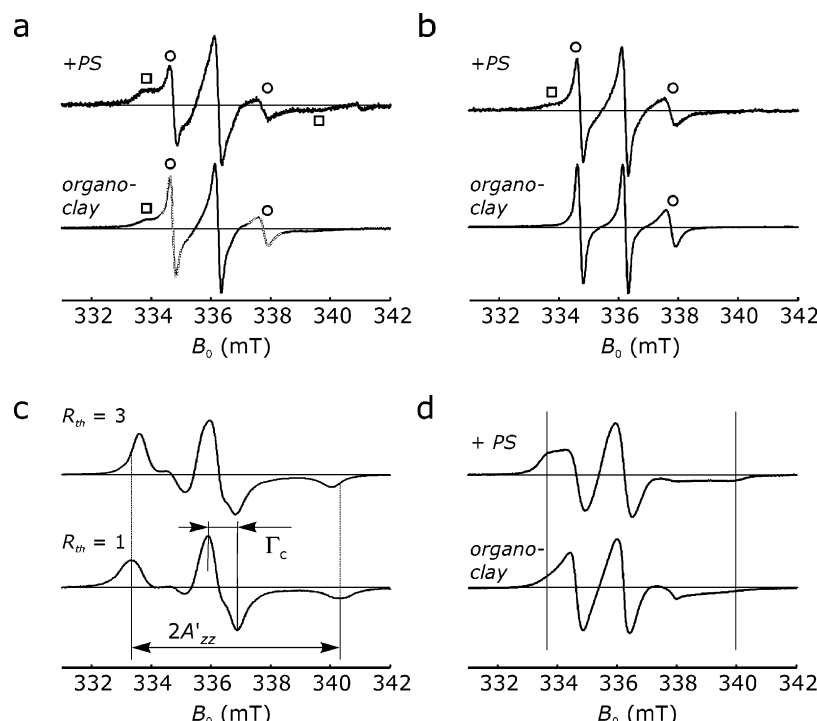 a
+PS
organo-
clay
332 334 336 338 340 342
B₀ (mT)
b
+PS
organo-
clay
332 334 336 338 340 342
B₀ (mT)
c
Rₜₕ = 3
Rₜₕ = 1
Γc
2A'zz
332 334 336 338 340 342
B₀ (mT)
d
+ PS
organo-
clay
332 334 336 338 340 342
B₀ (mT)